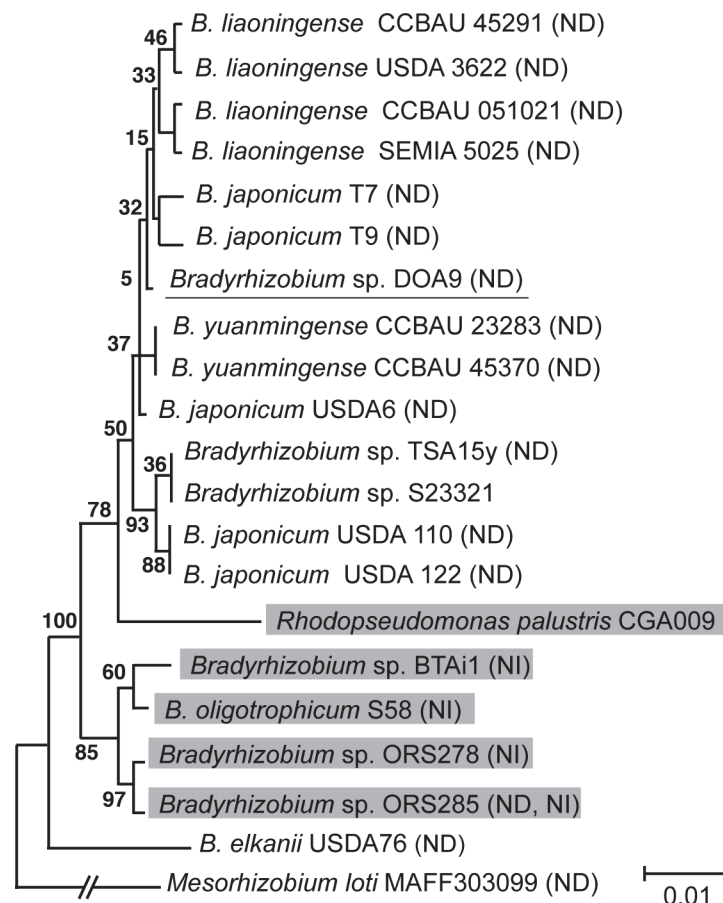 B. liaoningense CCBAU 45291 (ND)
46
B. liaoningense USDA 3622 (ND)
33
B. liaoningense CCBAU 051021 (ND)
15
B. liaoningense SEMIA 5025 (ND)
B. japonicum T7 (ND)
32
B. japonicum T9 (ND)
5
Bradyrhizobium sp. DOA9 (ND)
B. yuanmingense CCBAU 23283 (ND)
37
B. yuanmingense CCBAU 45370 (ND)
B. japonicum USDA6 (ND)
50
Bradyrhizobium sp. TSA15y (ND)
36
Bradyrhizobium sp. S23321
78
93
B. japonicum USDA 110 (ND)
88
B. japonicum USDA 122 (ND)
100
Rhodopseudomonas palustris CGA009
60
Bradyrhizobium sp. BTAi1 (NI)
B. oligotrophicum S58 (NI)
85
Bradyrhizobium sp. ORS278 (NI)
97
Bradyrhizobium sp. ORS285 (ND, NI)
B. elkanii USDA76 (ND)
Mesorhizobium loti MAFF303099 (ND)
0.01